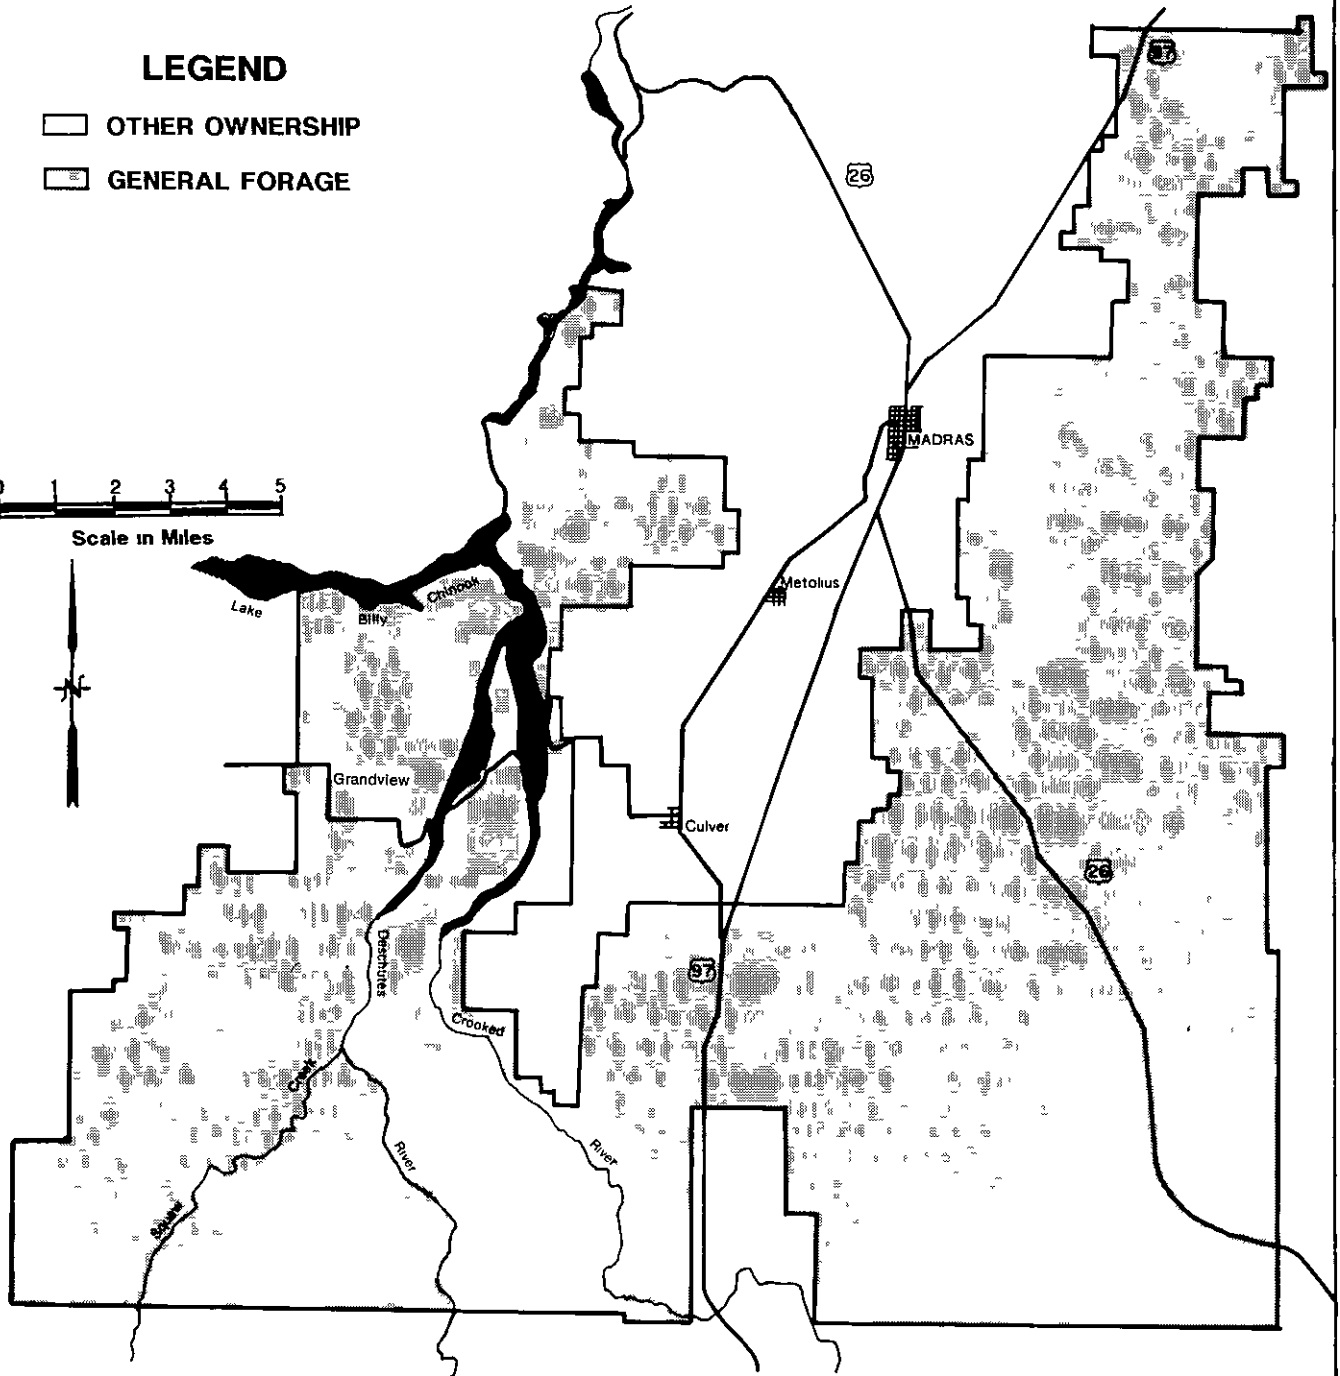 LEGEND
OTHER OWNERSHIP
GENERAL FORAGE
97
26
MADRAS
0 1 2 3 4 5
Scale in Miles
Metolius
Lake
Billy
Chinook
N
Grandview
Culver
26
Deschutes
97
Crooked
Creek
River
River
Squaw